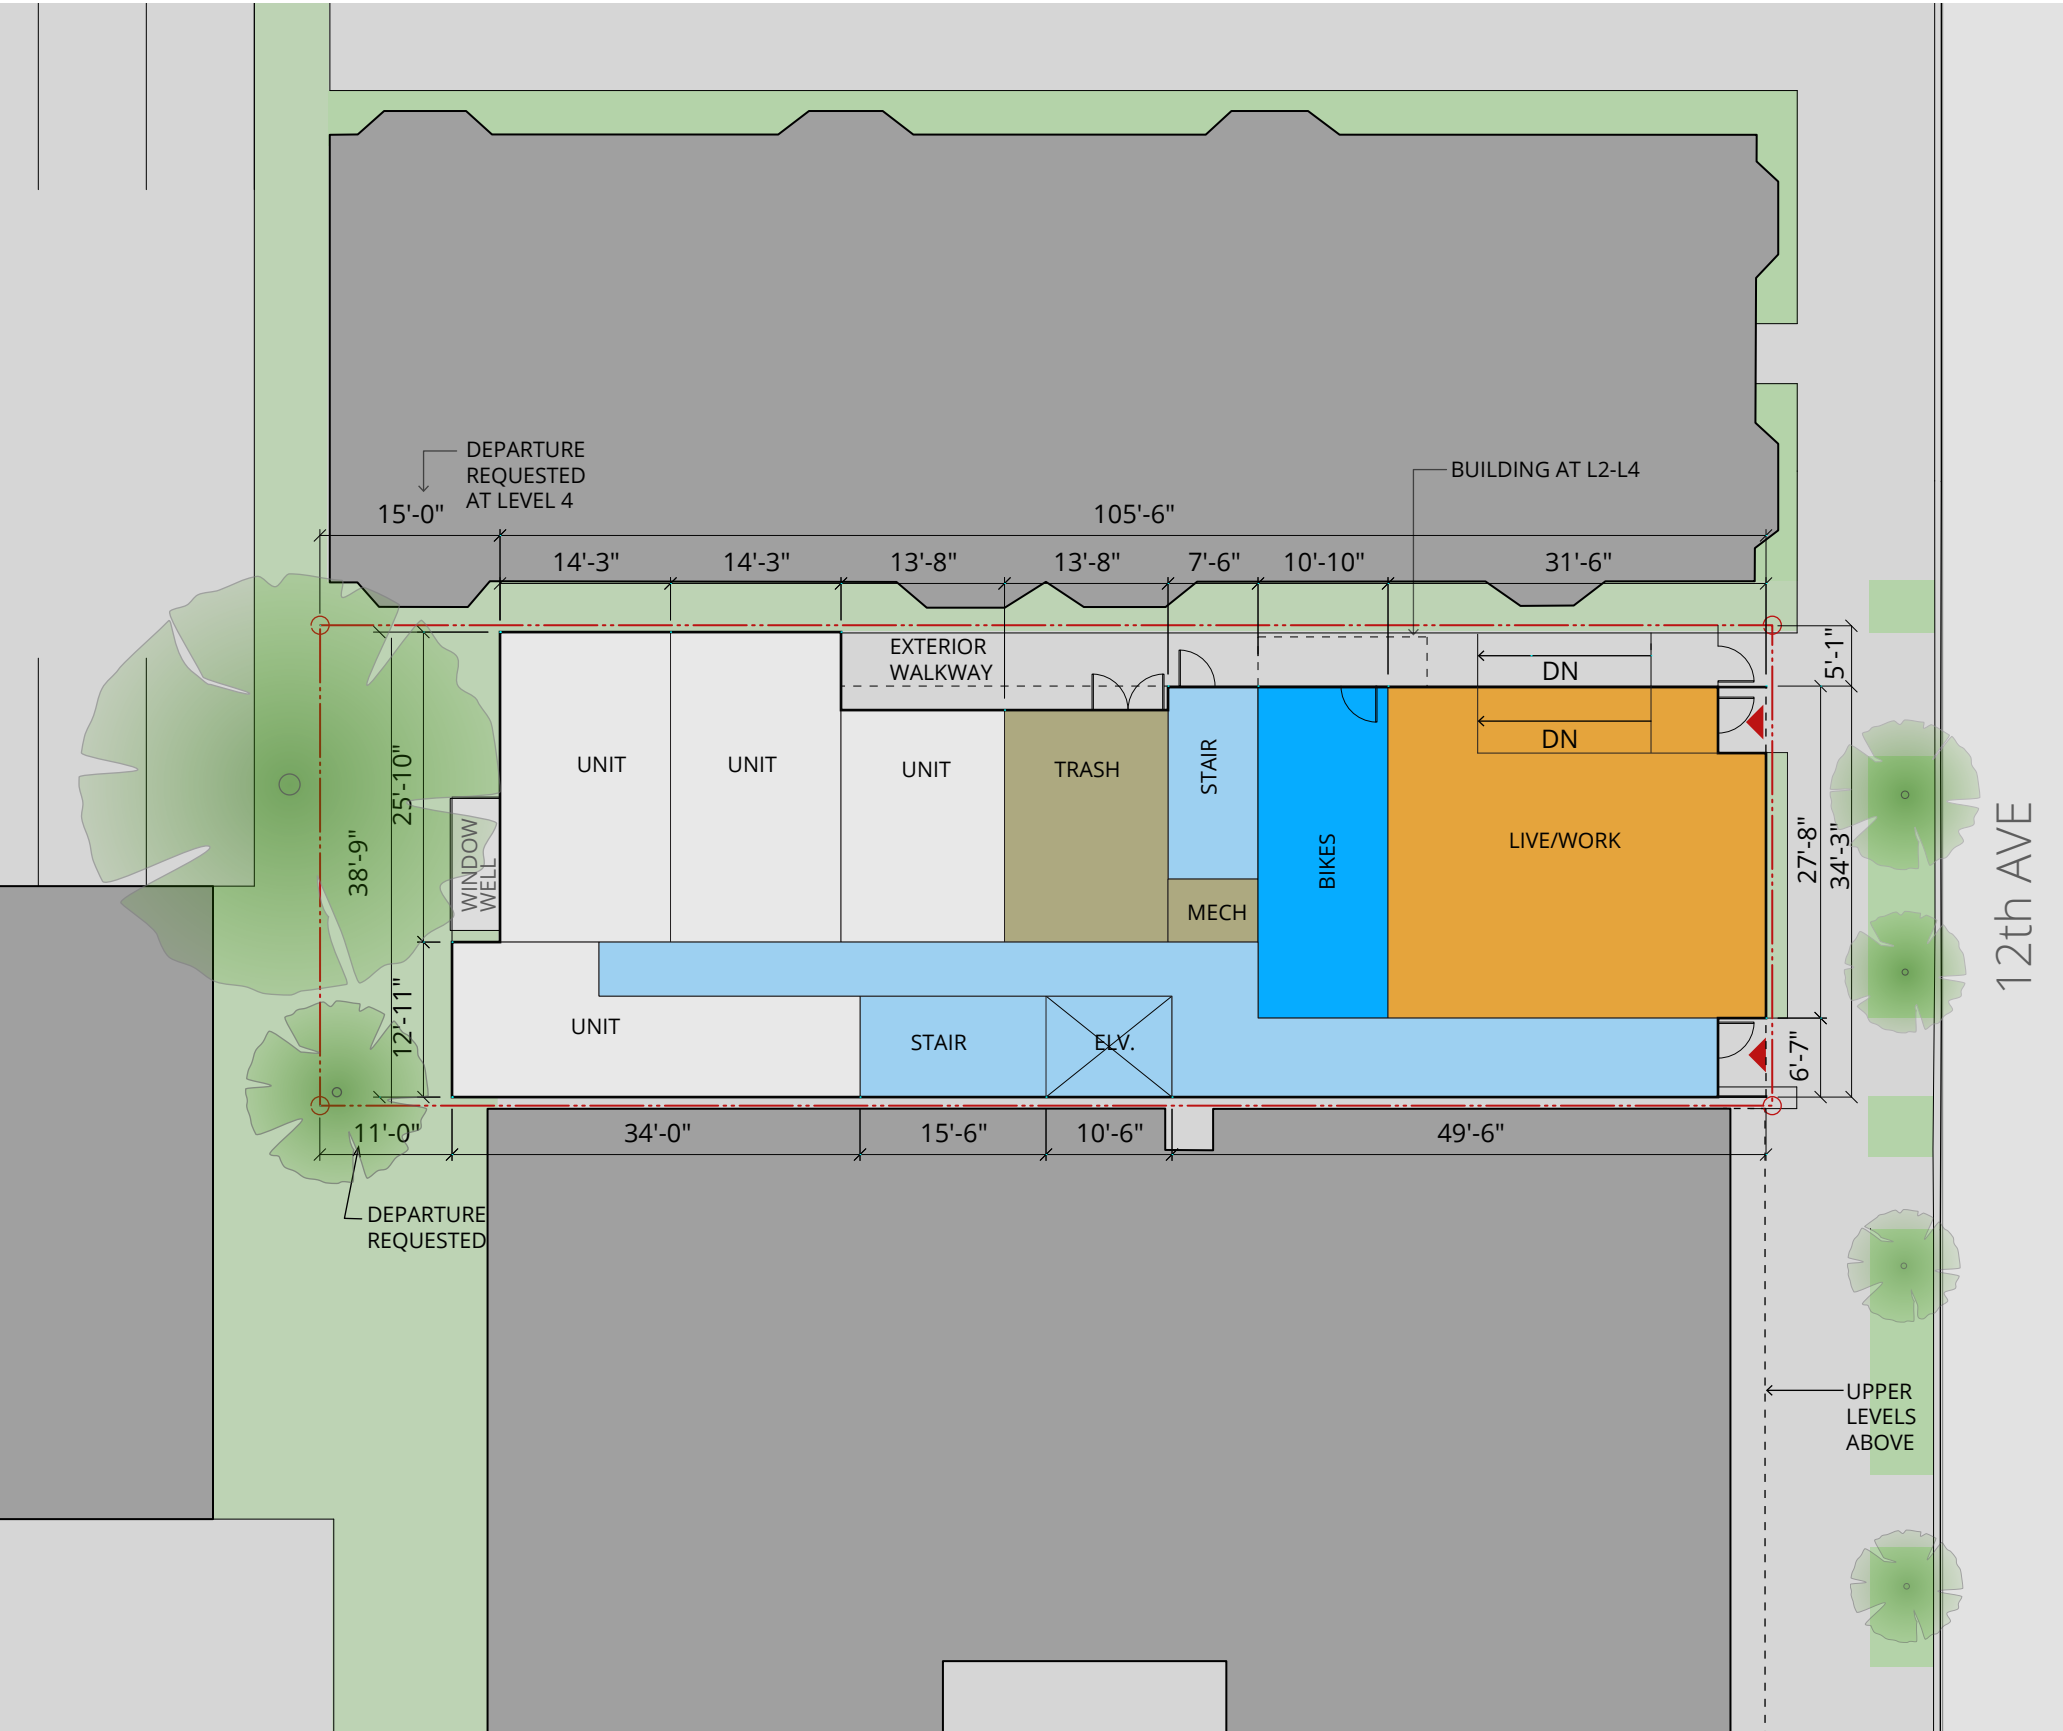 DEPARTURE
REQUESTED
AT LEVEL 4
BUILDING AT L2-L4
15'-0"
105'-6"
14'-3"
14'-3"
13'-8"
13'-8"
7'-6"
10'-10"
31'-6"
EXTERIOR
WALKWAY
DN
DN
5'-1"
UNIT
UNIT
UNIT
TRASH
STAIR
BIKES
LIVE/WORK
MECH
25'-10"
38'-9"
WINDOW
WELL
27'-8"
34'-3"
12th AVE
12'-11"
UNIT
STAIR
ELV.
6'-7"
11'-0"
34'-0"
15'-6"
10'-6"
49'-6"
DEPARTURE
REQUESTED
UPPER
LEVELS
ABOVE